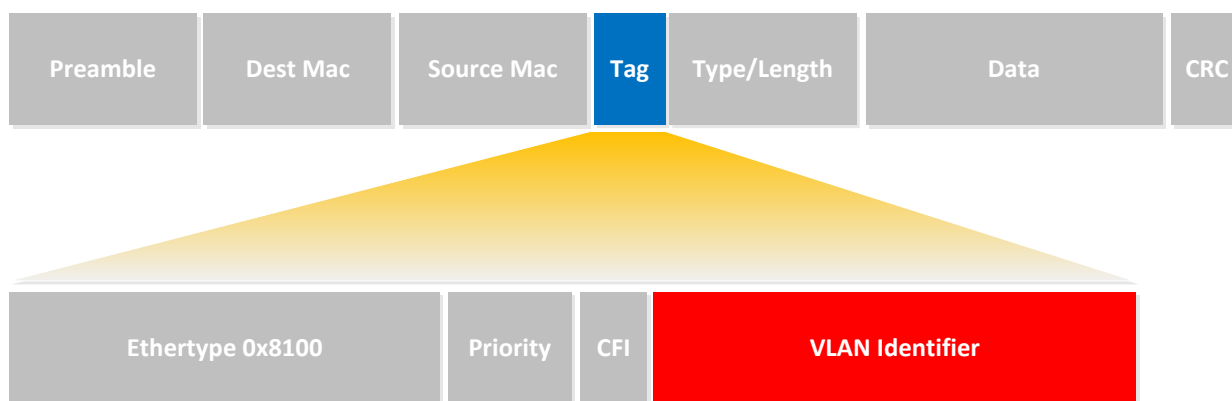 Preamble Dest Mac Source Mac Tag Type/Length Data CRC
Ethertype 0x8100 Priority CFI VLAN Identifier